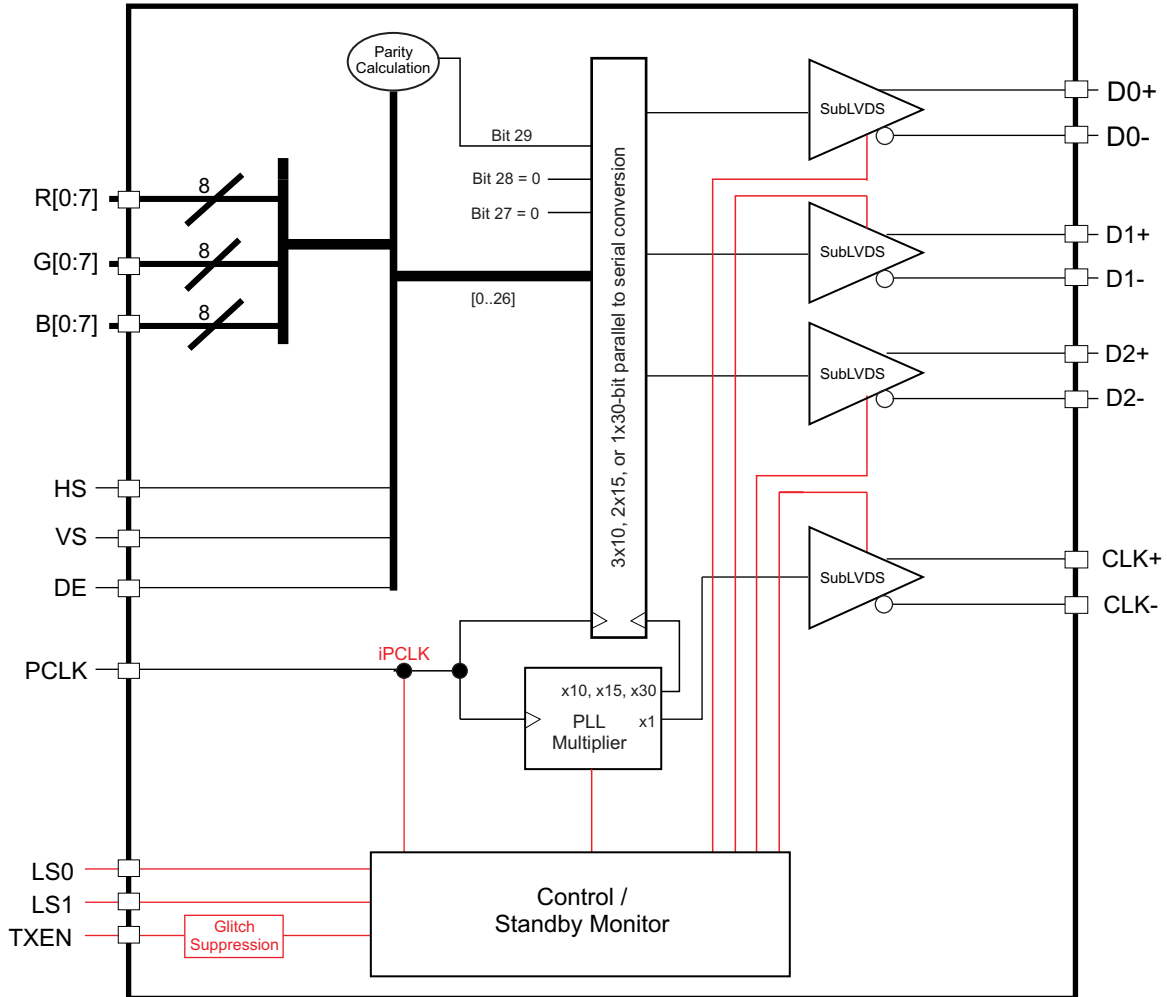 Parity
Calculation
Bit 29
Bit 28 = 0
Bit 27 = 0
[0..26]
R[0:7]
8
G[0:7]
8
B[0:7]
8
HS
VS
DE
PCLK
iPCLK
3x10, 2x15, or 1x30-bit parallel to serial conversion
x10, x15, x30
x1
PLL
Multiplier
SubLVDS
D0+
D0-
SubLVDS
D1+
D1-
SubLVDS
D2+
D2-
SubLVDS
CLK+
CLK-
LS0
LS1
TXEN
Glitch
Suppression
Control /
Standby Monitor